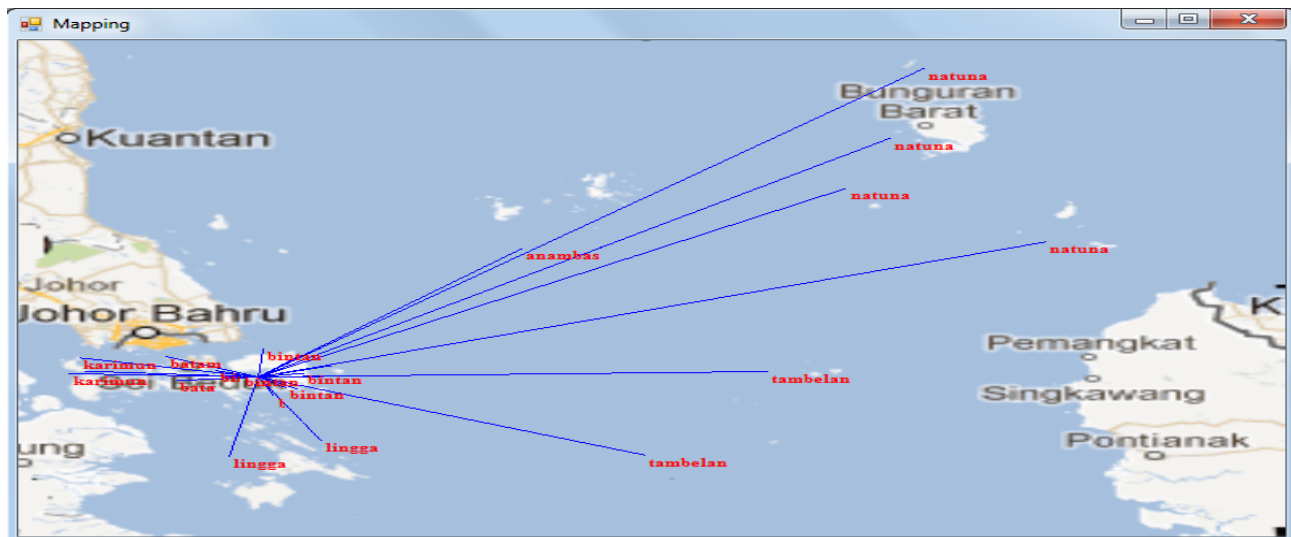 Mapping
natuna
Bunguran
Barat
Kuantan
natuna
natuna
natuna
anambas
Johor
Johor Bahru
K
Pemangkat
bintan
karimun
batam
karimun
bintan
bintan
tambelan
bata
bintan
Singkawang
Pontianak
ung
lingga
lingga
tambelan